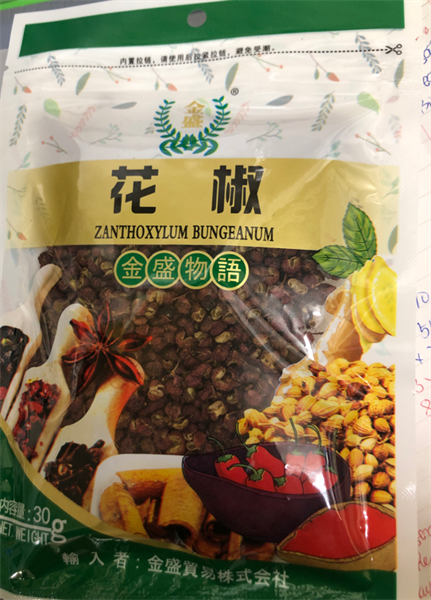 内置拉链，请使用后拉紧拉链，避免受潮。
金
盛
®
花椒
ZANTHOXYLUM BUNGEANUM
金盛物語
内容量:30g
NET WEIGHT
輸入者:金盛貿易株式会社